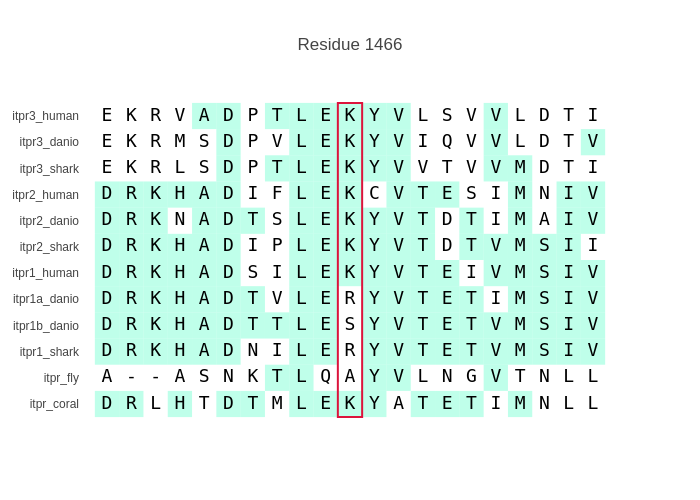 Residue 1466
itpr3_human E K R V A D P T L E K Y V L S V V L D T I
itpr3_danio E K R M S D P V L E K Y V I Q V V L D T V
itpr3_shark E K R L S D P T L E K Y V V T V V M D T I
itpr2_human D R K H A D I F L E K C V T E S I M N I V
itpr2_danio D R K N A D T S L E K Y V T D T I M A I V
itpr2_shark D R K H A D I P L E K Y V T D T V M S I I
itpr1_human D R K H A D S I L E K Y V T E I V M S I V
itpr1a_danio D R K H A D T V L E R Y V T E T I M S I V
itpr1b_danio D R K H A D T T L E S Y V T E T V M S I V
itpr1_shark D R K H A D N I L E R Y V T E T V M S I V
itpr_fly A - - A S N K T L Q A Y V L N G V T N L L
itpr_coral D R L H T D T M L E K Y A T E T I M N L L